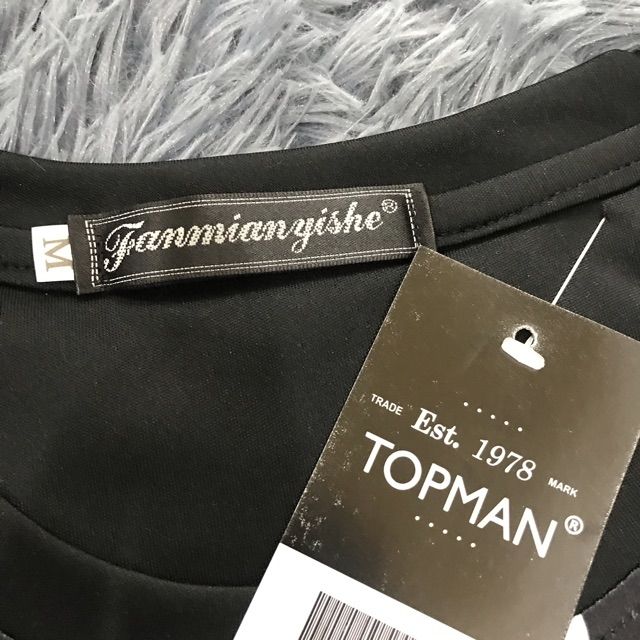 M
Fanmianyishe®
TRADE
Est. 1978
MARK
TOPMAN®